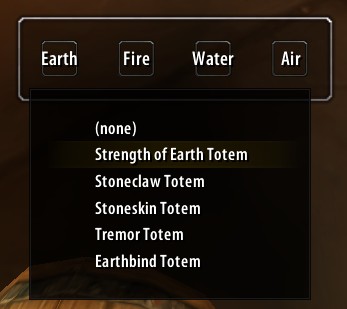 Earth Fire Water Air
(none)
Strength of Earth Totem
Stoneclaw Totem
Stoneskin Totem
Tremor Totem
Earthbind Totem